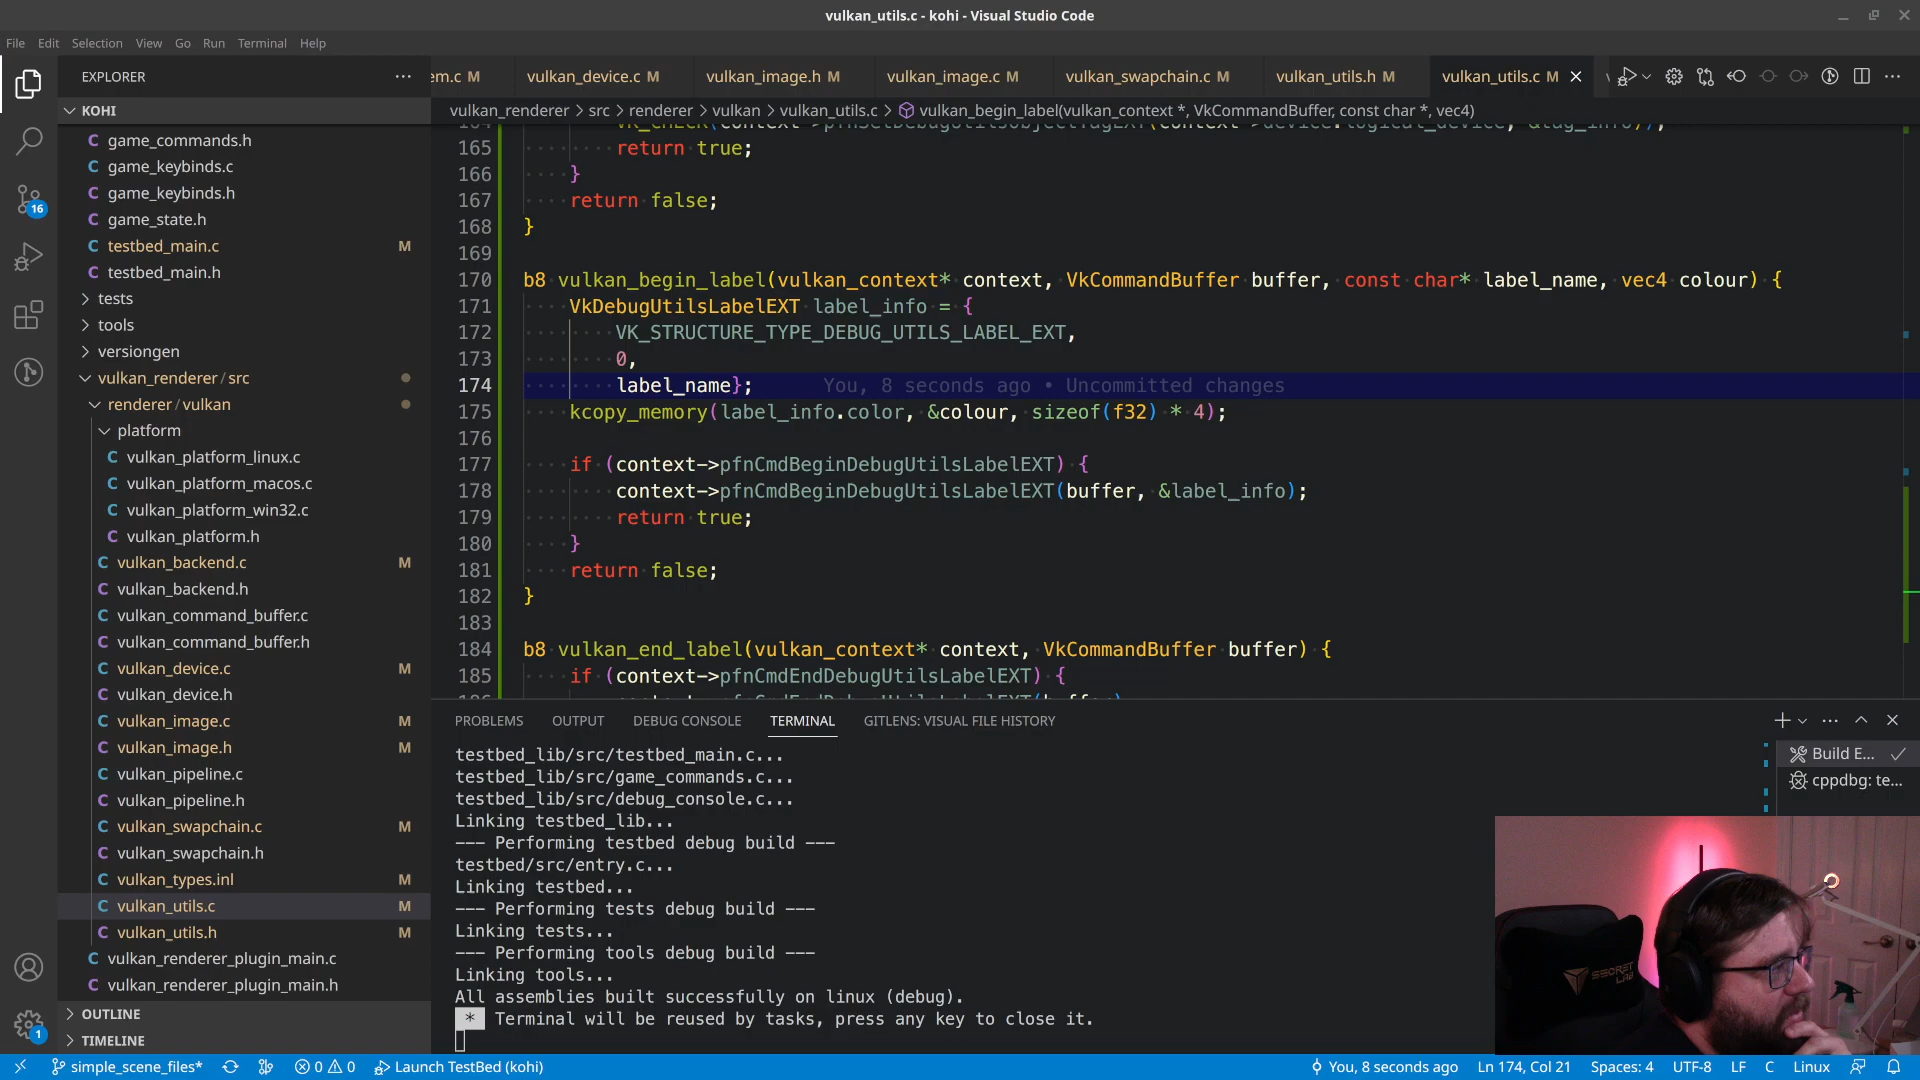 vulkan_utils.c - kohi - Visual Studio Code
File Edit Selection View Go Run Terminal Help
EXPLORER
KOHI
game_commands.h
game_keybinds.c
game_keybinds.h
game_state.h
testbed_main.c M
testbed_main.h
tests
tools
versiongen
vulkan_renderer/src
renderer/vulkan
platform
vulkan_platform_linux.c
vulkan_platform_macos.c
vulkan_platform_win32.c
vulkan_platform.h
vulkan_backend.c M
vulkan_backend.h
vulkan_command_buffer.c
vulkan_command_buffer.h
vulkan_device.c M
vulkan_device.h
vulkan_image.c M
vulkan_image.h M
vulkan_pipeline.c
vulkan_pipeline.h
vulkan_swapchain.c M
vulkan_swapchain.h
vulkan_types.inl M
vulkan_utils.c M
vulkan_utils.h M
vulkan_renderer_plugin_main.c
vulkan_renderer_plugin_main.h
OUTLINE
TIMELINE
16
1
em.c M vulkan_device.c M vulkan_image.h M vulkan_image.c M vulkan_swapchain.c M vulkan_utils.h M vulkan_utils.c M
vulkan_renderer > src > renderer > vulkan > vulkan_utils.c > vulkan_begin_label(vulkan_context *, VkCommandBuffer, const char *, vec4)
165 return true;
166 }
167 return false;
168 }
169
170 b8 vulkan_begin_label(vulkan_context* context, VkCommandBuffer buffer, const char* label_name, vec4 colour) {
171 VkDebugUtilsLabelEXT label_info = {
172 VK_STRUCTURE_TYPE_DEBUG_UTILS_LABEL_EXT,
173 0,
174 label_name}; You, 8 seconds ago • Uncommitted changes
175 kcopy_memory(label_info.color, &colour, sizeof(f32) * 4);
176
177 if (context->pfnCmdBeginDebugUtilsLabelEXT) {
178 context->pfnCmdBeginDebugUtilsLabelEXT(buffer, &label_info);
179 return true;
180 }
181 return false;
182 }
183
184 b8 vulkan_end_label(vulkan_context* context, VkCommandBuffer buffer) {
185 if (context->pfnCmdEndDebugUtilsLabelEXT) {
PROBLEMS OUTPUT DEBUG CONSOLE TERMINAL GITLENS: VISUAL FILE HISTORY
testbed_lib/src/testbed_main.c...
testbed_lib/src/game_commands.c...
testbed_lib/src/debug_console.c...
Linking testbed_lib...
--- Performing testbed debug build ---
testbed/src/entry.c...
Linking testbed...
--- Performing tests debug build ---
Linking tests...
--- Performing tools debug build ---
Linking tools...
All assemblies built successfully on linux (debug).
* Terminal will be reused by tasks, press any key to close it.
Build E...
cppdbg: te...
SECRET LAB
simple_scene_files* 0 0 Launch TestBed (kohi) You, 8 seconds ago Ln 174, Col 21 Spaces: 4 UTF-8 LF C Linux